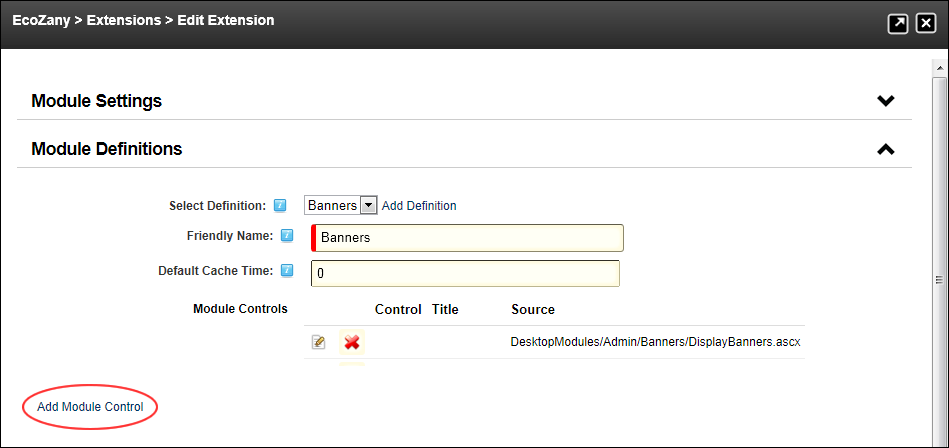 EcoZany > Extensions > Edit Extension
Module Settings
Module Definitions
Select Definition: Banners Add Definition
Friendly Name: Banners
Default Cache Time: 0
Module Controls Control Title Source
DesktopModules/Admin/Banners/DisplayBanners.ascx
Add Module Control